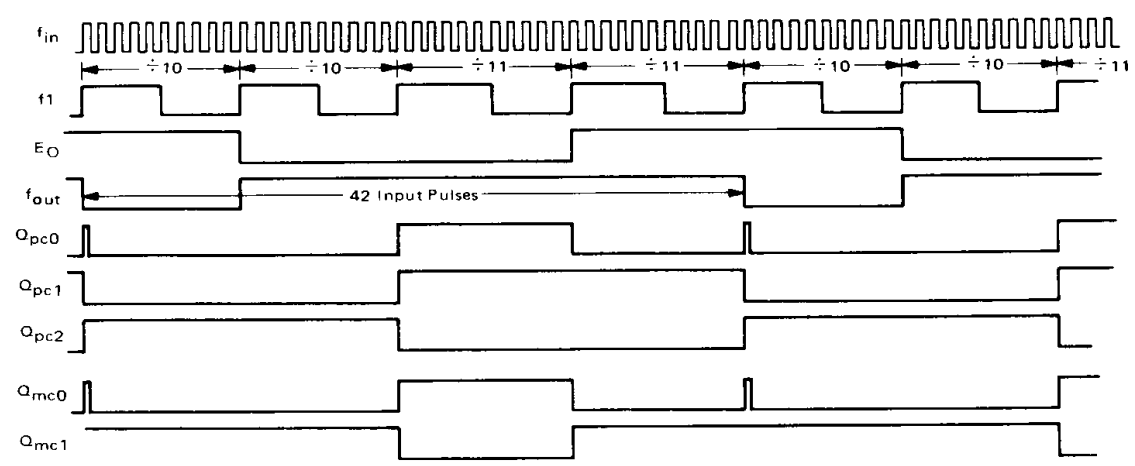 fin
÷10 ÷10 ÷11 ÷11 ÷10 ÷10 ÷11
f1
EO
fout
42 Input Pulses
Qpc0
Qpc1
Qpc2
Qmc0
Qmc1